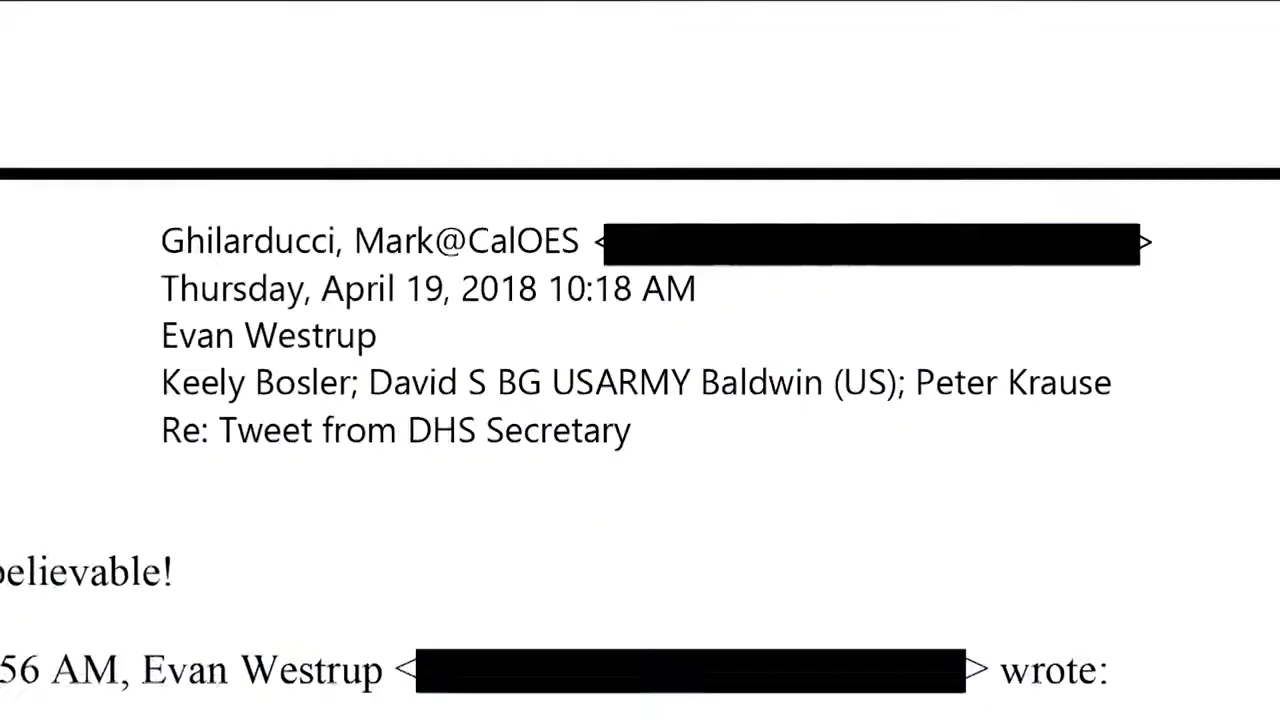 Ghilarducci, Mark@CalOES < >
Thursday, April 19, 2018 10:18 AM
Evan Westrup
Keely Bosler; David S BG USARMY Baldwin (US); Peter Krause
Re: Tweet from DHS Secretary
believable!
56 AM, Evan Westrup < > wrote: